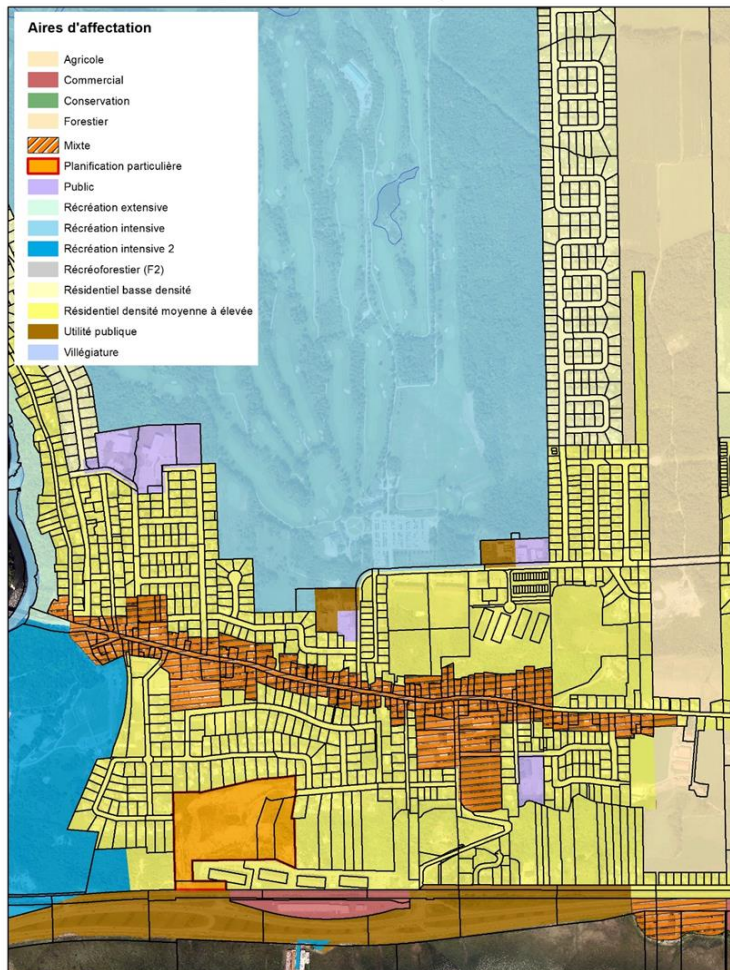 Aires d'affectation
Agricole
Commercial
Conservation
Forestier
Mixte
Planification particulière
Public
Récréation extensive
Récréation intensive
Récréation intensive 2
Récréoforestier (F2)
Résidentiel basse densité
Résidentiel densité moyenne à élevée
Utilité publique
Villégiature